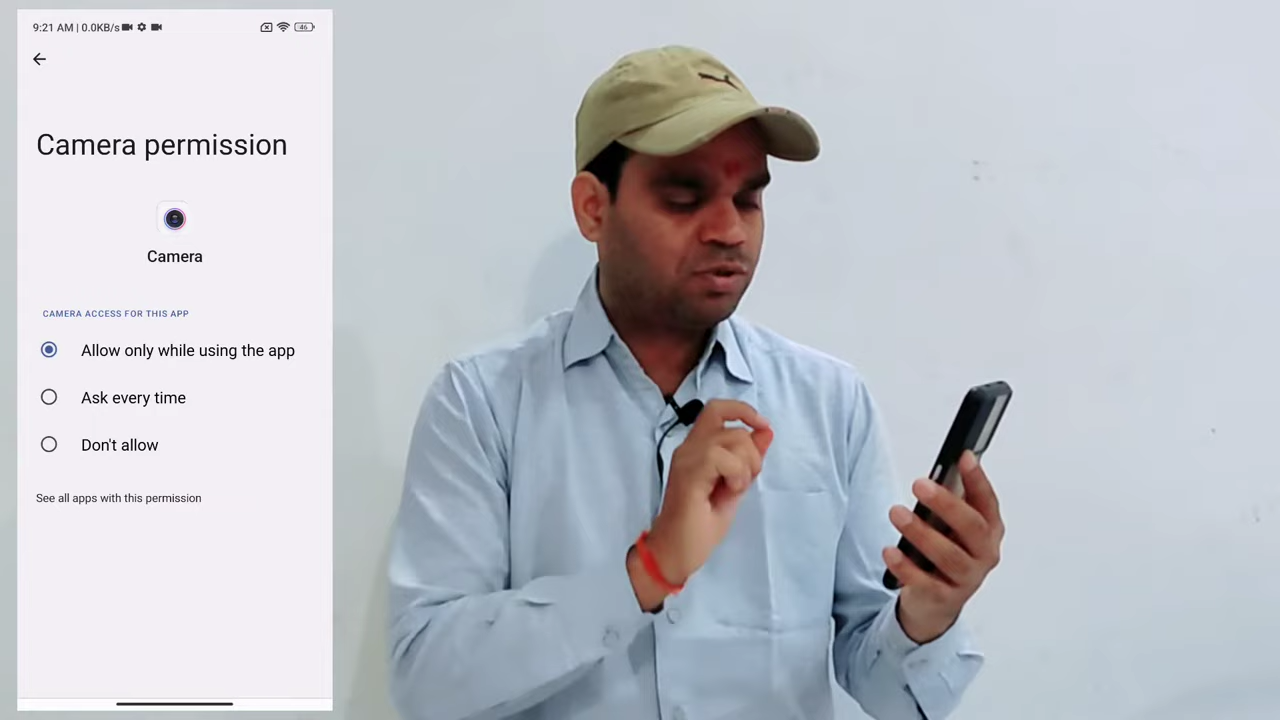 9:21 AM | 0.0KB/s
46
Camera permission
Camera
CAMERA ACCESS FOR THIS APP
Allow only while using the app
Ask every time
Don't allow
See all apps with this permission